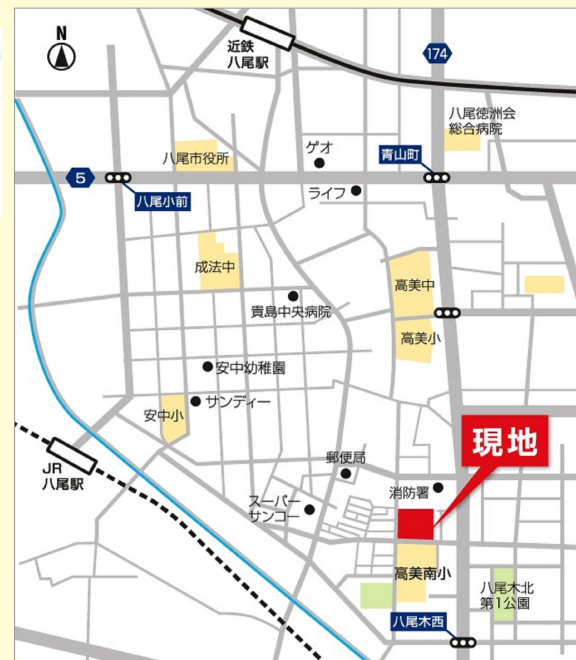 N
近鉄
八尾駅
174
八尾徳洲会
総合病院
ゲオ
青山町
八尾市役所
5
ライフ
八尾小前
成法中
高美中
貴島中央病院
高美小
安中幼稚園
サンディー
安中小
現地
郵便局
JR
八尾駅
消防署
スーパー
サンコー
高美南小
八尾木北
第1公園
八尾木西